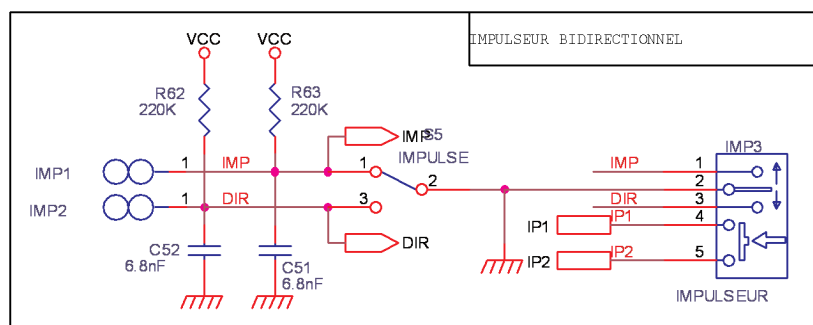 IMPULSEUR BIDIRECTIONNEL
VCC VCC
R62
220K
R63
220K
IMP S5
IMPULSE
IMP1 1 IMP 1 2
IMP2 1 DIR 3
DIR
C52
6.8nF
C51
6.8nF
IMP3
IMP 1
2
DIR 3
IP1 IP1 4
IP2 IP2 5
IMPULSEUR